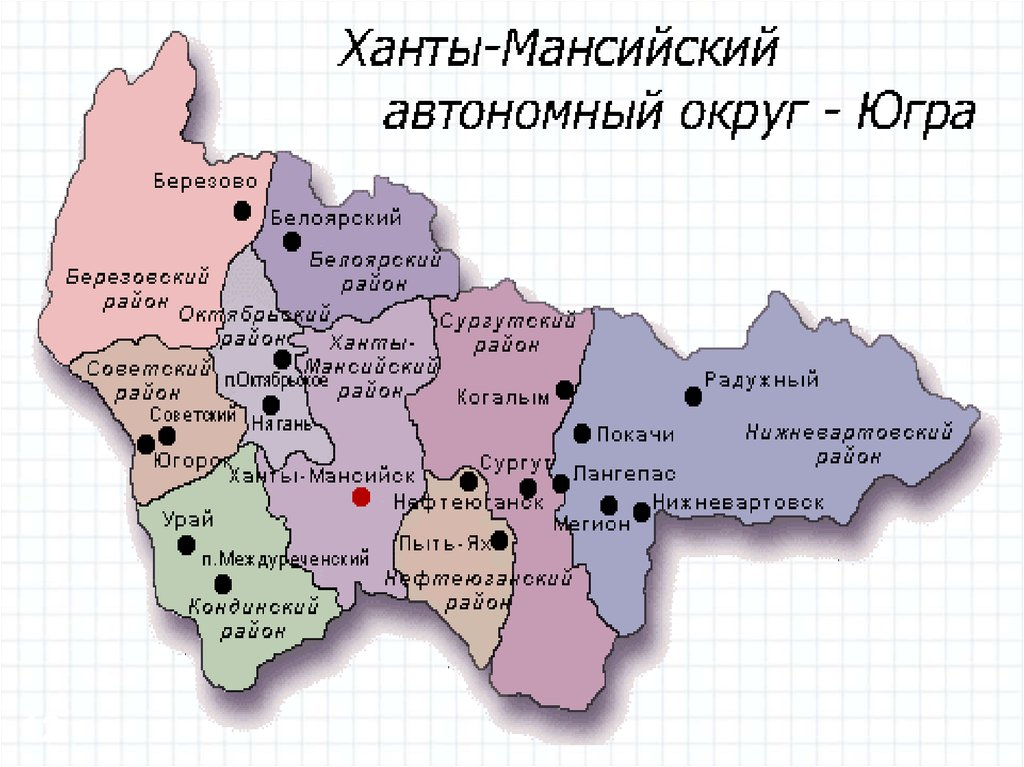 Ханты-Мансийский
автономный округ - Югра
Березово
Белоярский
Белоярский
район
Березовский
район
Октябрьский
район
Ханты-
Мансийский
район
Сургутский
район
Советский
район
п.Октябрьское
Радужный
Когалым
Советский
Нягань
Покачи
Нижневартовский
район
Югорск
Ханты-Мансийск
Сургут
Лангепас
Нефтеюганск
Нижневартовск
Мегион
Урай
Пыть-Ях
п.Междуреченский
Нефтеюганский
район
Кондинский
район